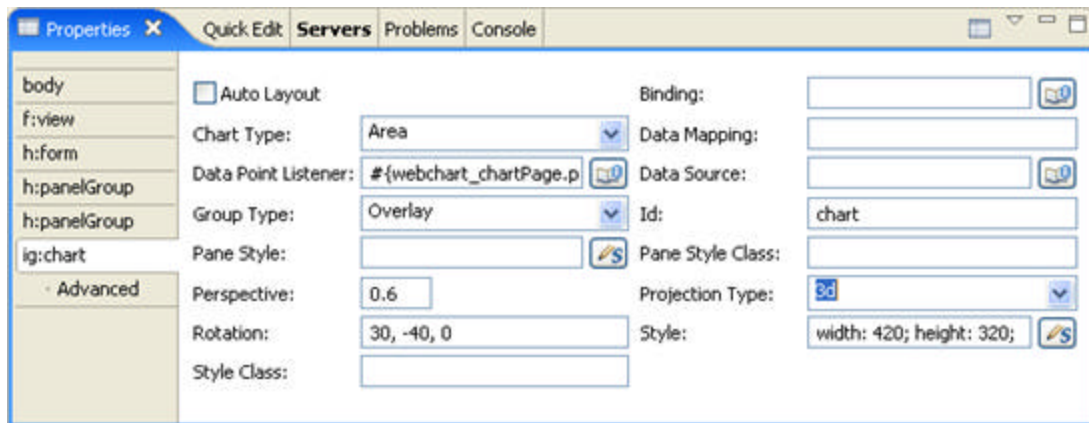 Properties Quick Edit Servers Problems Console
body
f:view
h:form
h:panelGroup
h:panelGroup
ig:chart
Advanced
Auto Layout Binding:
Chart Type: Area Data Mapping:
Data Point Listener: #{webchart_chartPage.p Data Source:
Group Type: Overlay Id: chart
Pane Style: Pane Style Class:
Perspective: 0.6 Projection Type: 3d
Rotation: 30, -40, 0 Style: width: 420; height: 320;
Style Class: